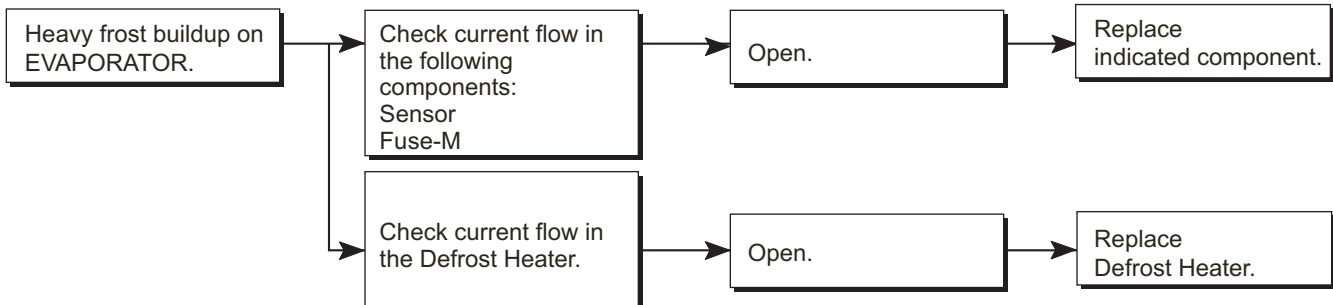 Heavy frost buildup on
EVAPORATOR.
Check current flow in
the following
components:
Sensor
Fuse-M
Open.
Replace
indicated component.
Check current flow in
the Defrost Heater.
Open.
Replace
Defrost Heater.